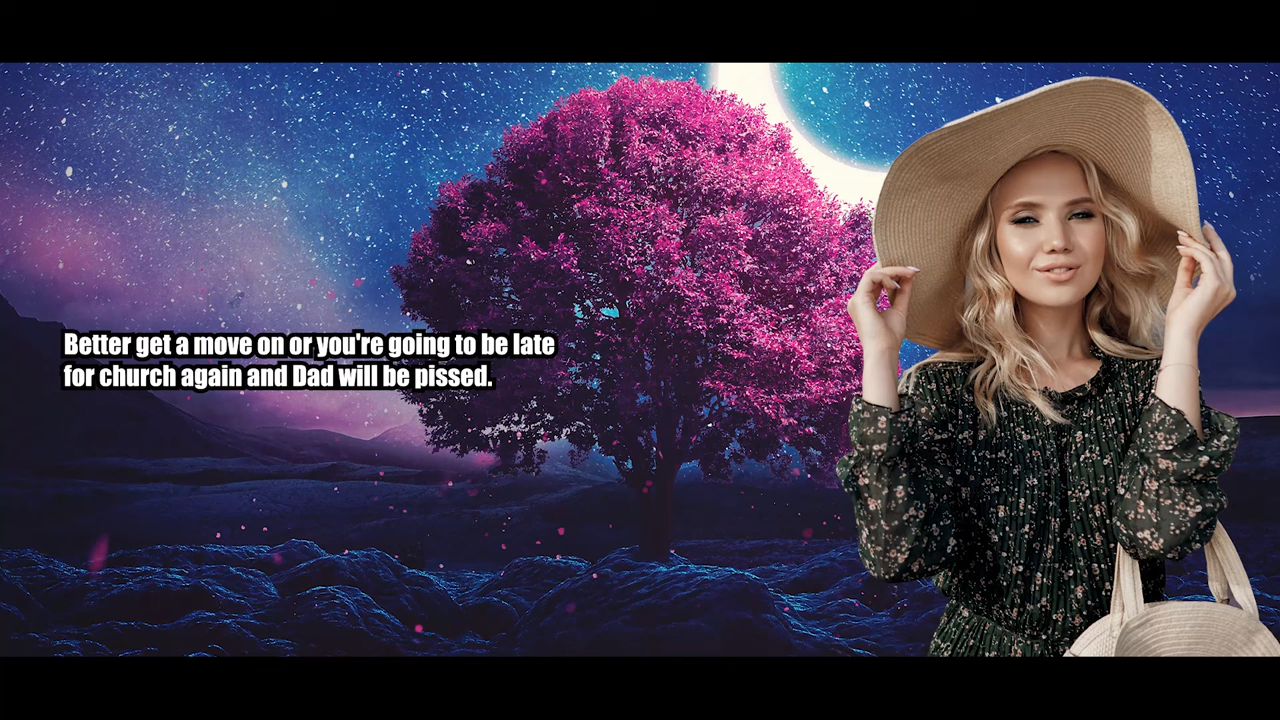 Better get a move on or you're going to be late
for church again and Dad will be pissed.